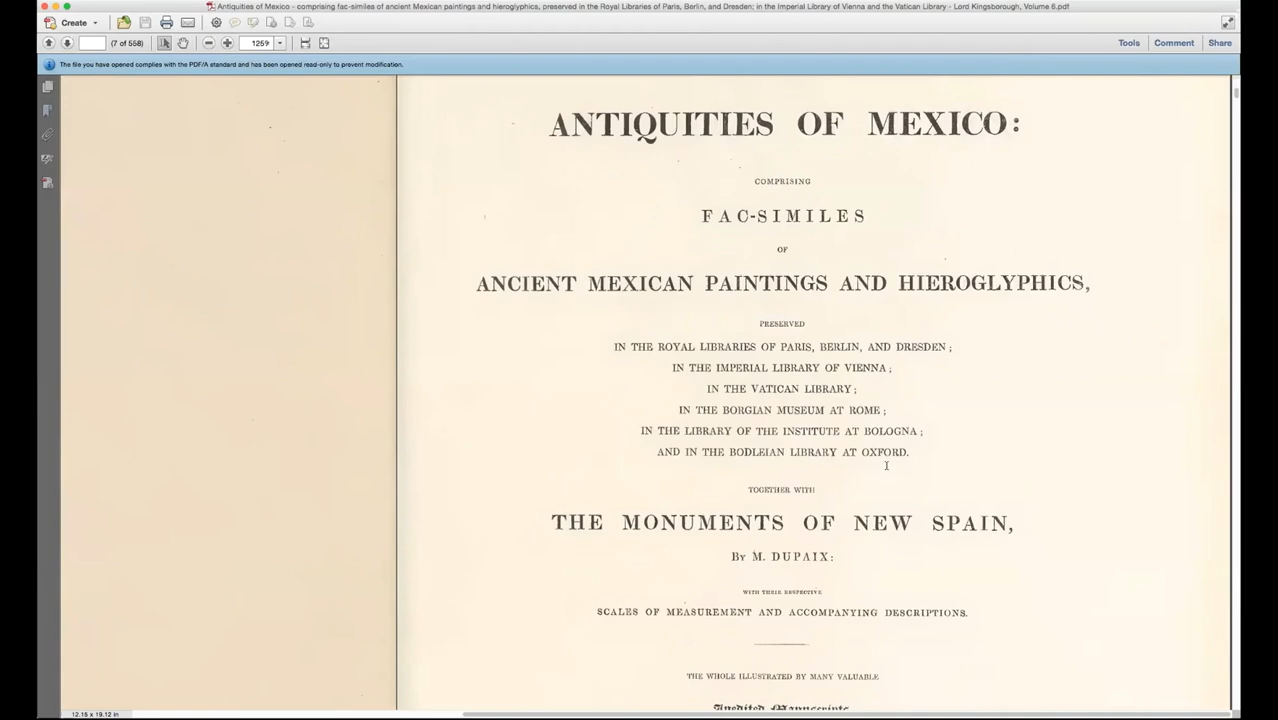 Antiquities of Mexico - comprising fac-similes of ancient Mexican paintings and hieroglyphics, preserved in the Royal Libraries of Paris, Berlin, and Dresden; in the Imperial Library of Vienna and the Vatican Library - Lord Kingsborough, Volume 6.pdf
Create
(7 of 558) 1259 Tools Comment Share
The file you have opened complies with the PDF/A standard and has been opened read-only to prevent modification.
ANTIQUITIES OF MEXICO:
COMPRISING
FAC-SIMILES
OF
ANCIENT MEXICAN PAINTINGS AND HIEROGLYPHICS,
PRESERVED
IN THE ROYAL LIBRARIES OF PARIS, BERLIN, AND DRESDEN;
IN THE IMPERIAL LIBRARY OF VIENNA;
IN THE VATICAN LIBRARY;
IN THE BORGIAN MUSEUM AT ROME;
IN THE LIBRARY OF THE INSTITUTE AT BOLOGNA;
AND IN THE BODLEIAN LIBRARY AT OXFORD.
TOGETHER WITH
THE MONUMENTS OF NEW SPAIN,
By M. DUPAIX:
WITH THEIR RESPECTIVE
SCALES OF MEASUREMENT AND ACCOMPANYING DESCRIPTIONS.
THE WHOLE ILLUSTRATED BY MANY VALUABLE
Inedited Manuscripts,
12.15 x 19.12 in